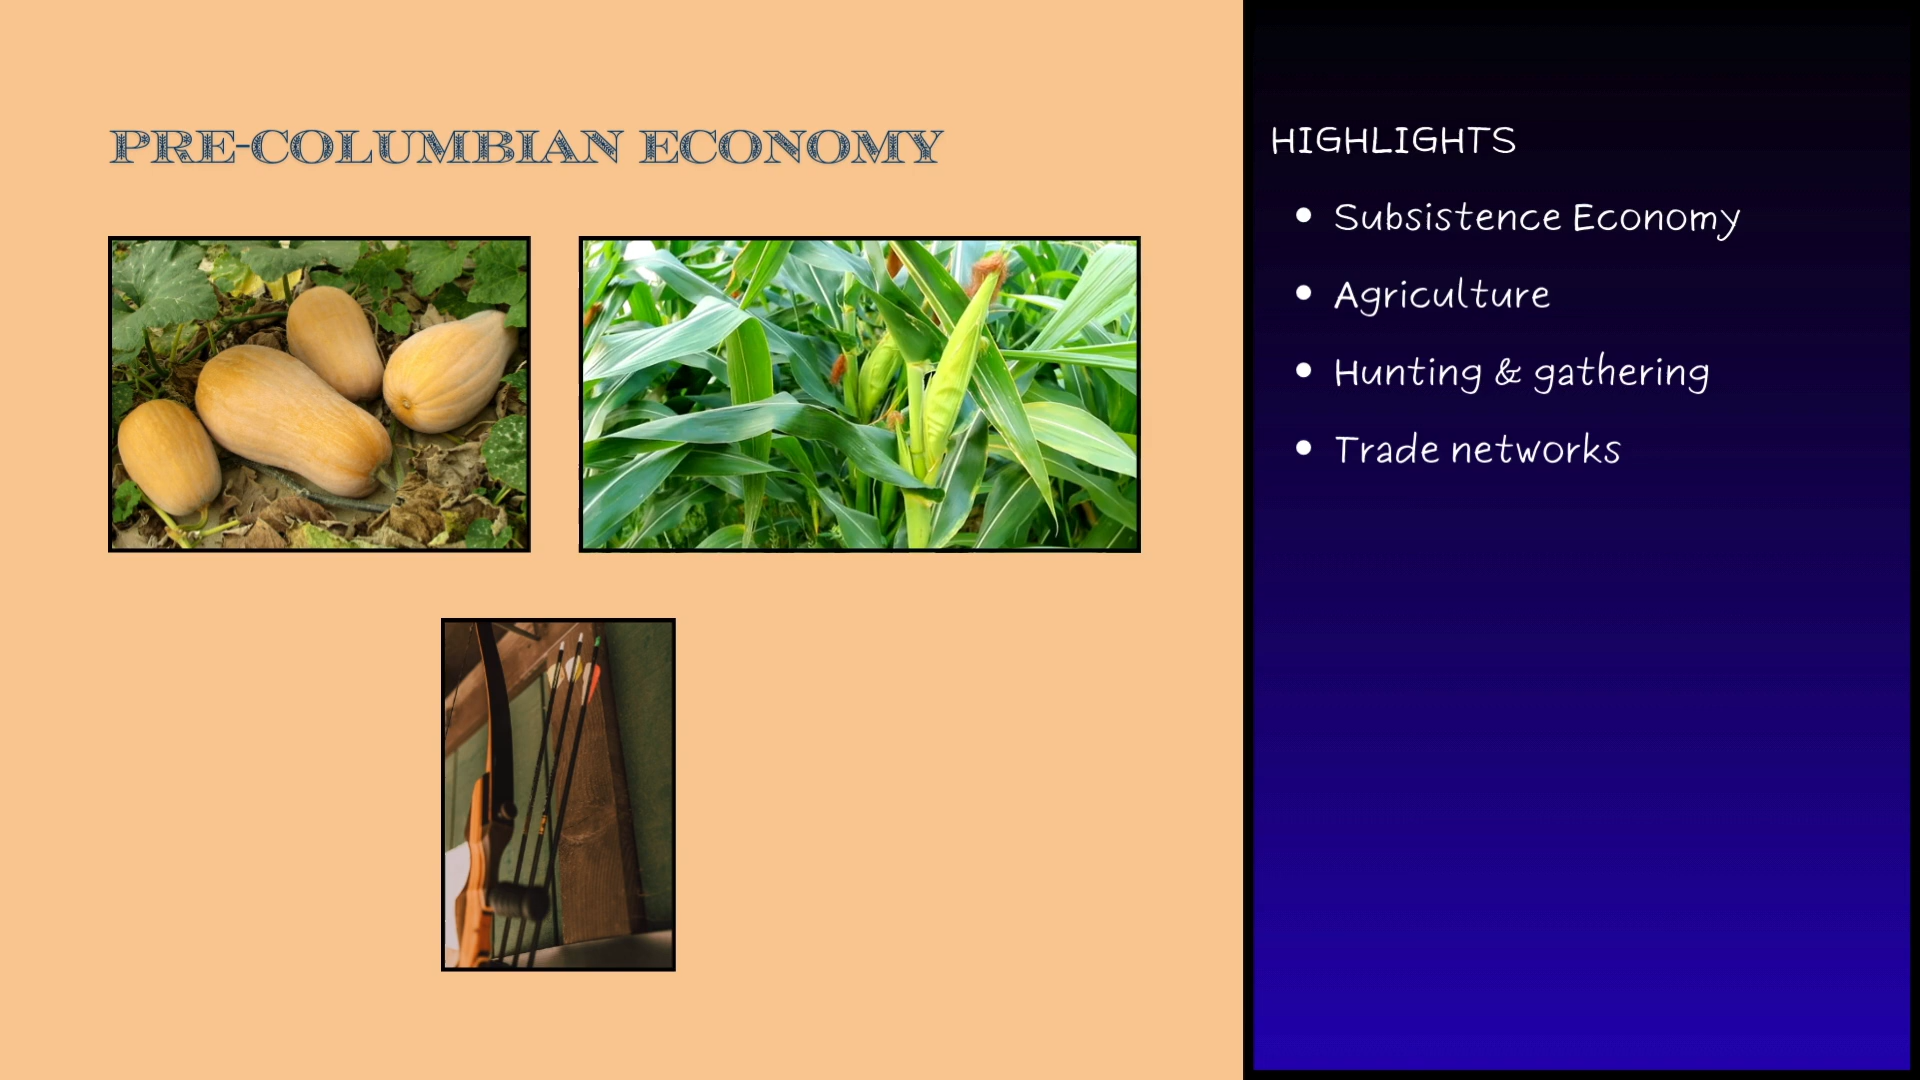 PRE-COLUMBIAN ECONOMY
HIGHLIGHTS
• Subsistence Economy
• Agriculture
• Hunting & gathering
• Trade networks